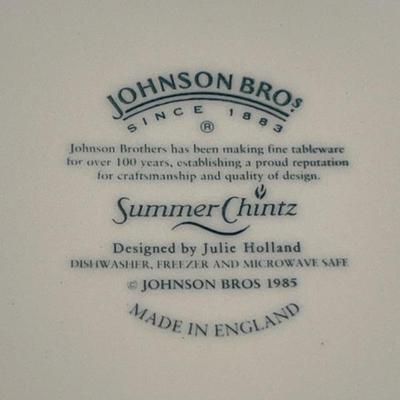 JOHNSON BROS
SINCE 1883
®
Johnson Brothers has been making fine tableware
for over 100 years, establishing a proud reputation
for craftsmanship and quality of design.
Summer Chintz
Designed by Julie Holland
DISHWASHER, FREEZER AND MICROWAVE SAFE
© JOHNSON BROS 1985
MADE IN ENGLAND